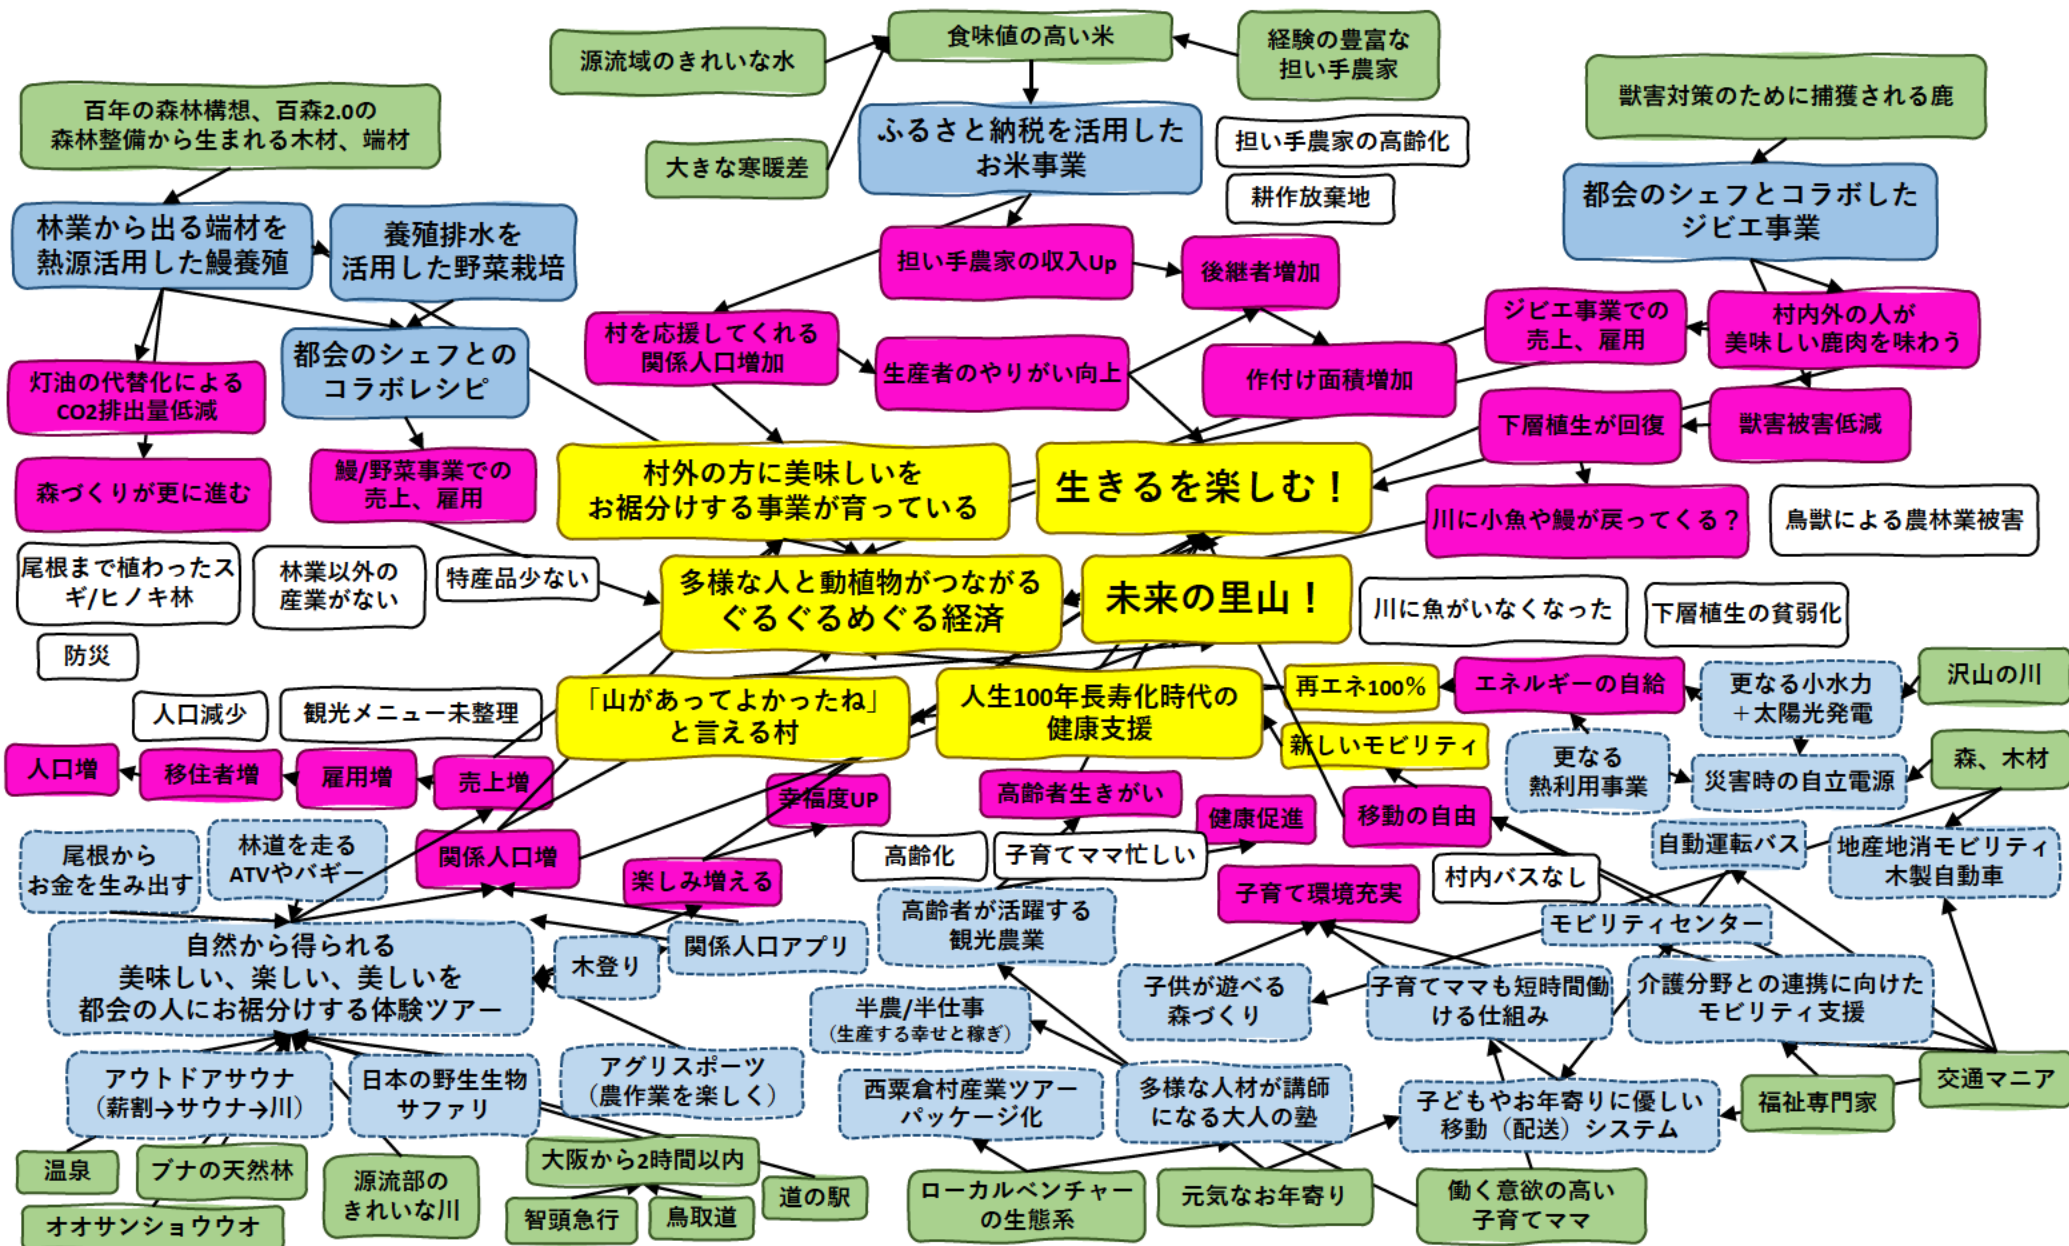 食味値の高い米
源流域のきれいな水
経験の豊富な
担い手農家
獣害対策のために捕獲される鹿
百年の森林構想、百森2.0の
森林整備から生まれる木材、端材
大きな寒暖差
ふるさと納税を活用した
お米事業
担い手農家の高齢化
耕作放棄地
都会のシェフとコラボした
ジビエ事業
林業から出る端材を
熱源活用した鰻養殖
養殖排水を
活用した野菜栽培
担い手農家の収入Up
後継者増加
村を応援してくれる
関係人口増加
ジビエ事業での
売上、雇用
村内外の人が
美味しい鹿肉を味わう
都会のシェフとの
コラボレシピ
灯油の代替化による
CO2排出量低減
生産者のやりがい向上
作付け面積増加
下層植生が回復
獣害被害低減
森づくりが更に進む
鰻/野菜事業での
売上、雇用
村外の方に美味しいを
お裾分けする事業が育っている
生きるを楽しむ！
川に小魚や鰻が戻ってくる？
鳥獣による農林業被害
尾根まで植わったス
ギ/ヒノキ林
林業以外の
産業がない
特産品少ない
多様な人と動植物がつながる
ぐるぐるめぐる経済
未来の里山！
川に魚がいなくなった
下層植生の貧弱化
防災
人口減少
観光メニュー未整理
「山があってよかったね」
と言える村
人生100年長寿化時代の
健康支援
再エネ100%
エネルギーの自給
更なる小水力
＋太陽光発電
沢山の川
新しいモビリティ
更なる
熱利用事業
災害時の自立電源
森、木材
人口増
移住者増
雇用増
売上増
幸福度UP
高齢者生きがい
健康促進
移動の自由
尾根から
お金を生み出す
林道を走る
ATVやバギー
関係人口増
楽しみ増える
高齢化
子育てママ忙しい
自動運転バス
地産地消モビリティ
木製自動車
村内バスなし
子育て環境充実
高齢者が活躍する
観光農業
モビリティセンター
自然から得られる
美味しい、楽しい、美しいを
都会の人にお裾分けする体験ツアー
木登り
関係人口アプリ
子供が遊べる
森づくり
子育てママも短時間働
ける仕組み
介護分野との連携に向けた
モビリティ支援
半農/半仕事
（生産する幸せと稼ぎ）
アウトドアサウナ
（薪割→サウナ→川）
日本の野生生物
サファリ
アグリスポーツ
（農作業を楽しく）
西粟倉村産業ツアー
パッケージ化
多様な人材が講師
になる大人の塾
子どもやお年寄りに優しい
移動（配送）システム
福祉専門家
交通マニア
温泉
ブナの天然林
源流部の
きれいな川
大阪から2時間以内
道の駅
オオサンショウウオ
智頭急行
鳥取道
ローカルベンチャー
の生態系
元気なお年寄り
働く意欲の高い
子育てママ